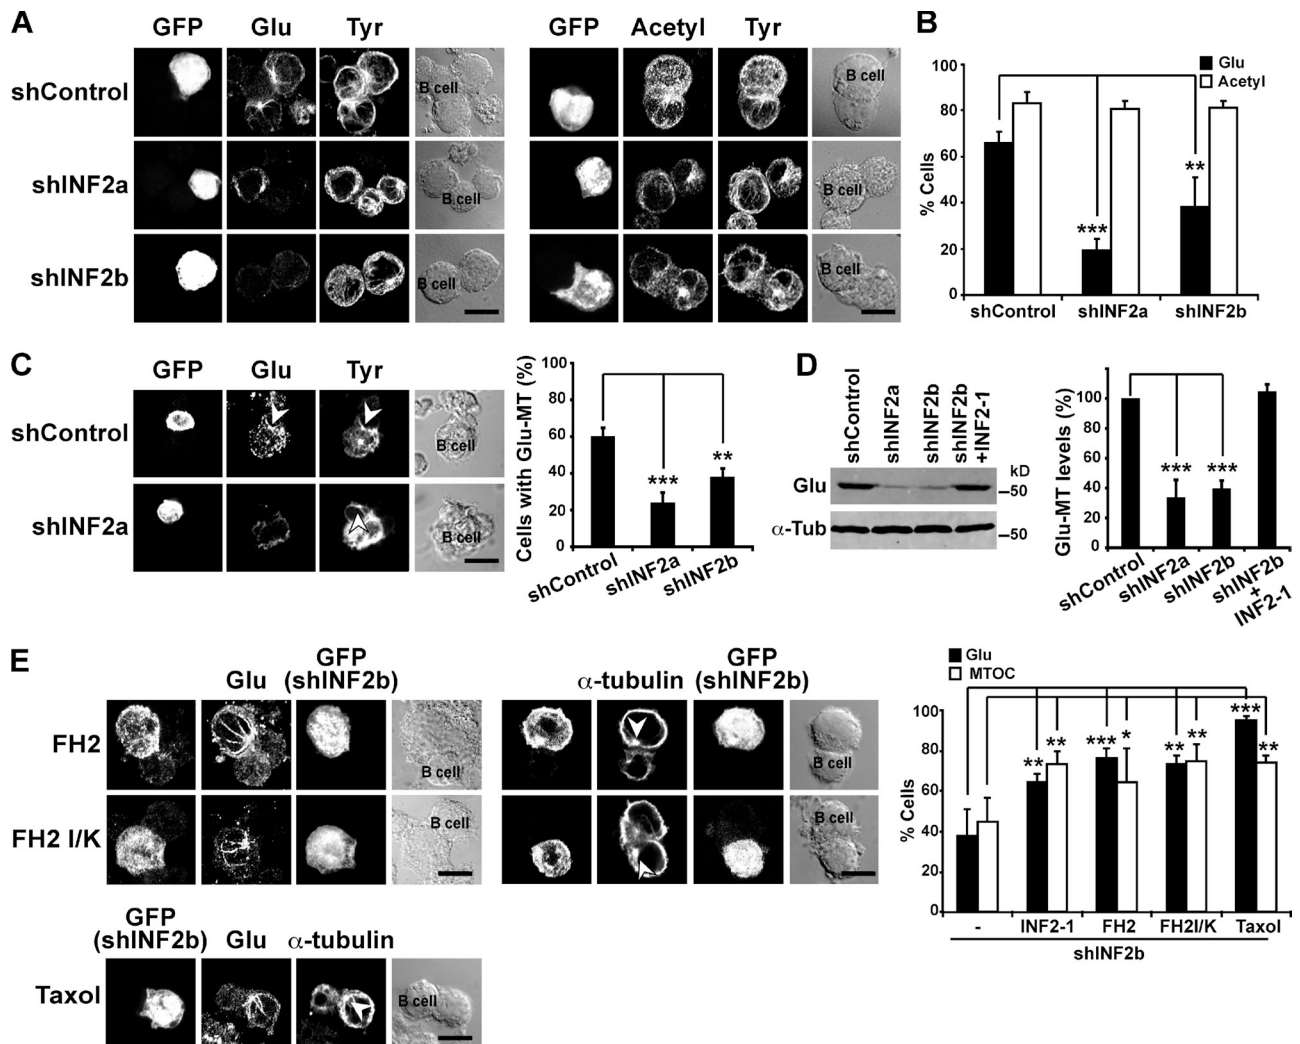 A
GFP Glu Tyr
GFP Acetyl Tyr
shControl
B cell
B cell
shINF2a
B cell
B cell
shINF2b
B cell
B cell
B
Glu
Acetyl
% Cells
100
80
60
40
20
0
***
**
shControl shINF2a shINF2b
C
GFP Glu Tyr
shControl
B cell
shINF2a
B cell
Cells with Glu-MT (%)
100
80
60
40
20
0
***
**
shControl
shINF2a
shINF2b
D
shControl
shINF2a
shINF2b
shINF2b
+INF2-1
kD
Glu
–50
α-Tub
–50
Glu-MT levels (%)
120
100
80
60
40
20
0
***
***
shControl
shINF2a
shINF2b
shINF2b
+
INF2-1
E
Glu
GFP
(shINF2b)
α-tubulin
GFP
(shINF2b)
FH2
B cell
B cell
FH2 I/K
B cell
B cell
GFP
(shINF2b)
Glu
α-tubulin
Taxol
B cell
Glu
MTOC
% Cells
100
80
60
40
20
0
** ** *** * ** ** *** **
- INF2-1 FH2 FH2I/K Taxol
shINF2b